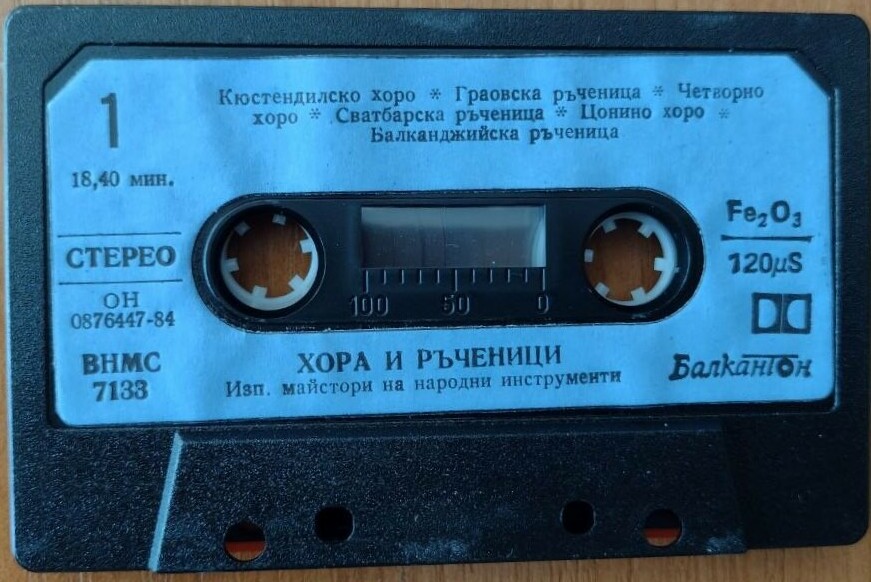 1
18,40 мин.
Кюстендилско хоро * Граовска ръченица * Четворно
хоро * Сватбарска ръченица * Цонино хоро *
Балканджийска ръченица
СТЕРЕО
ОН
0876447-84
ВНМС
7133
100 50 0
Fe₂O₃
120μS
ХОРА И РЪЧЕНИЦИ
Изп. майстори на народни инструменти
Балкантон